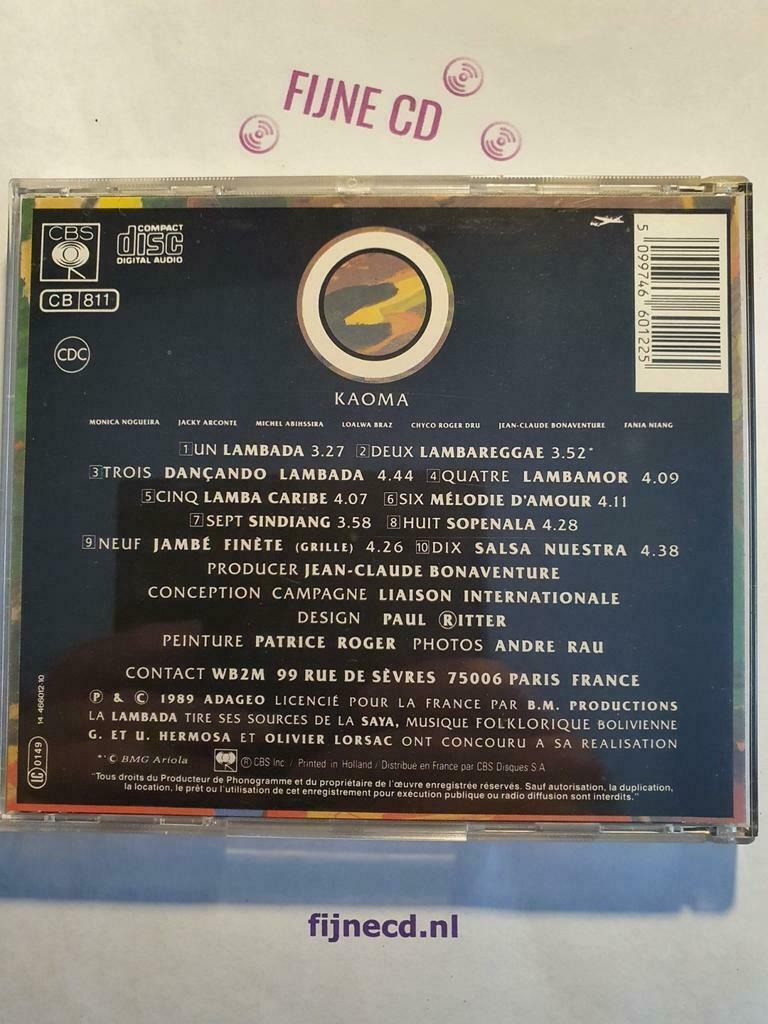 FIJNE CD
CBS
COMPACT
disc
DIGITAL AUDIO
CB 811
CDC
5 099746 601225
KAOMA
MONICA NOGUEIRA JACKY ARCONTE MICHEL ABIHSSIRA LOALWA BRAZ CHYCO ROGER DRU JEAN-CLAUDE BONAVENTURE FANIA NIANG
1 UN LAMBADA 3.27 2 DEUX LAMBAREGGAE 3.52*
3 TROIS DANÇANDO LAMBADA 4.44 4 QUATRE LAMBAMOR 4.09
5 CINQ LAMBA CARIBE 4.07 6 SIX MÉLODIE D'AMOUR 4.11
7 SEPT SINDIANG 3.58 8 HUIT SOPENALA 4.28
9 NEUF JAMBÉ FINÈTE (GRILLE) 4.26 10 DIX SALSA NUESTRA 4.38
PRODUCER JEAN-CLAUDE BONAVENTURE
CONCEPTION CAMPAGNE LIAISON INTERNATIONALE
DESIGN PAUL ®ITTER
PEINTURE PATRICE ROGER PHOTOS ANDRE RAU
CONTACT WB2M 99 RUE DE SÈVRES 75006 PARIS FRANCE
℗ & © 1989 ADAGEO LICENCIÉ POUR LA FRANCE PAR B.M. PRODUCTIONS
LA LAMBADA TIRE SES SOURCES DE LA SAYA, MUSIQUE FOLKLORIQUE BOLIVIENNE
G. ET U. HERMOSA ET OLIVIER LORSAC ONT CONCOURU A SA REALISATION
14-466012-10
LC 0149
*℗ © BMG Ariola
® CBS Inc / Printed in Holland / Distribué en France par CBS Disques S.A.
"Tous droits du Producteur de Phonogramme et du propriétaire de l'œuvre enregistrée réservés. Sauf autorisation, la duplication,
la location, le prêt ou l'utilisation de cet enregistrement pour exécution publique ou radio diffusion sont interdits."
fijnecd.nl